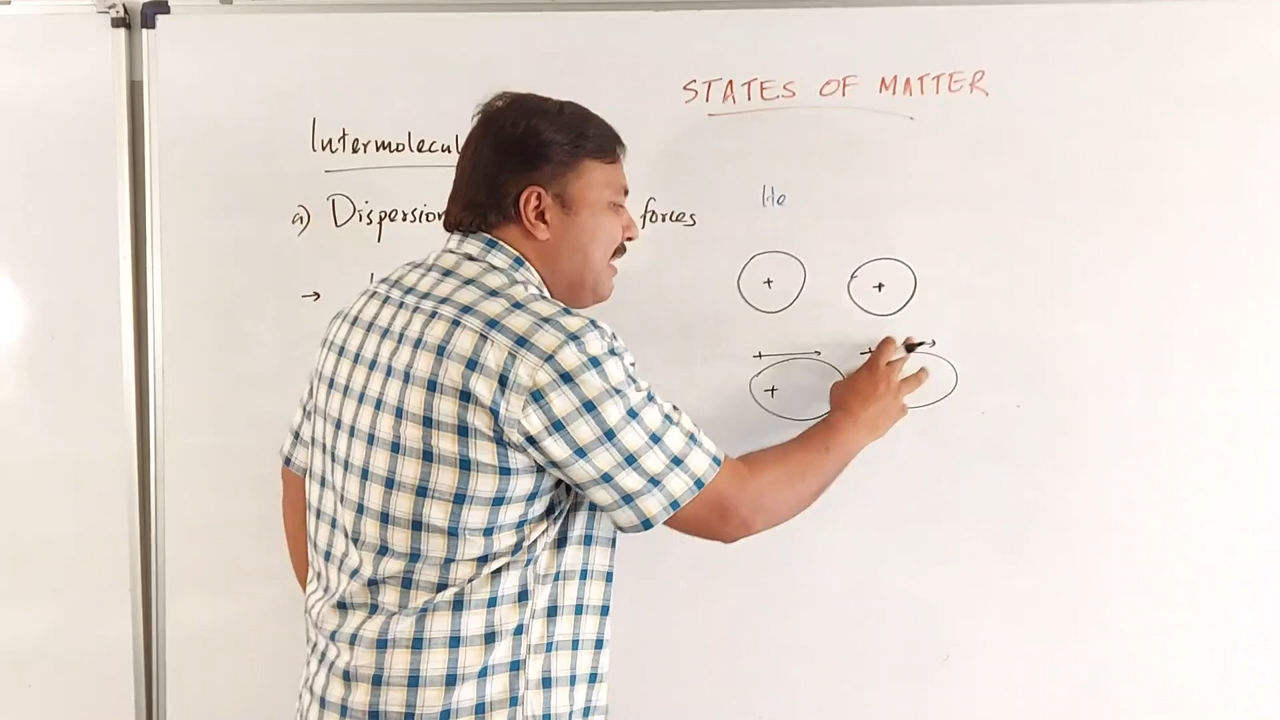 STATES OF MATTER
Intermolecul
a) Dispersion forces
He
+ +
→
+ +
+